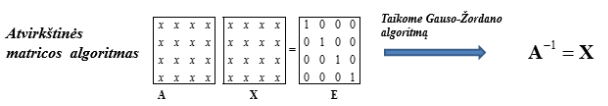 Atvirkštinės
matricos algoritmas
x x x x x x x x 1 0 0 0
x x x x x x x x 0 1 0 0
x x x x x x x x = 0 0 1 0
x x x x x x x x 0 0 0 1
A X E
Taikome Gauso-Žordano
algoritmą
A⁻¹ = X